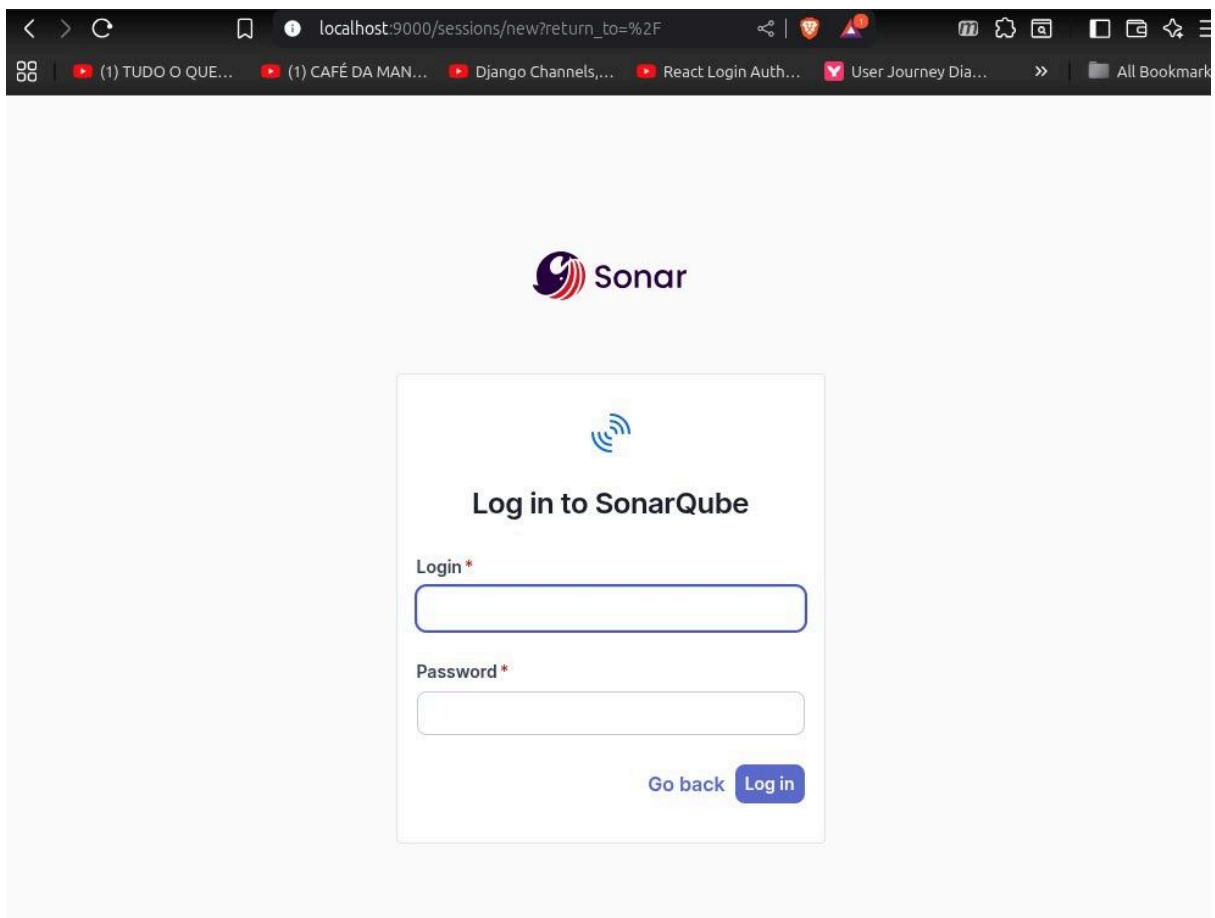 localhost:9000/sessions/new?return_to=%2F
(1) TUDO O QUE... (1) CAFÉ DA MAN... Django Channels,... React Login Auth... User Journey Dia... » All Bookmark
Sonar
Log in to SonarQube
Login *
Password *
Go back Log in